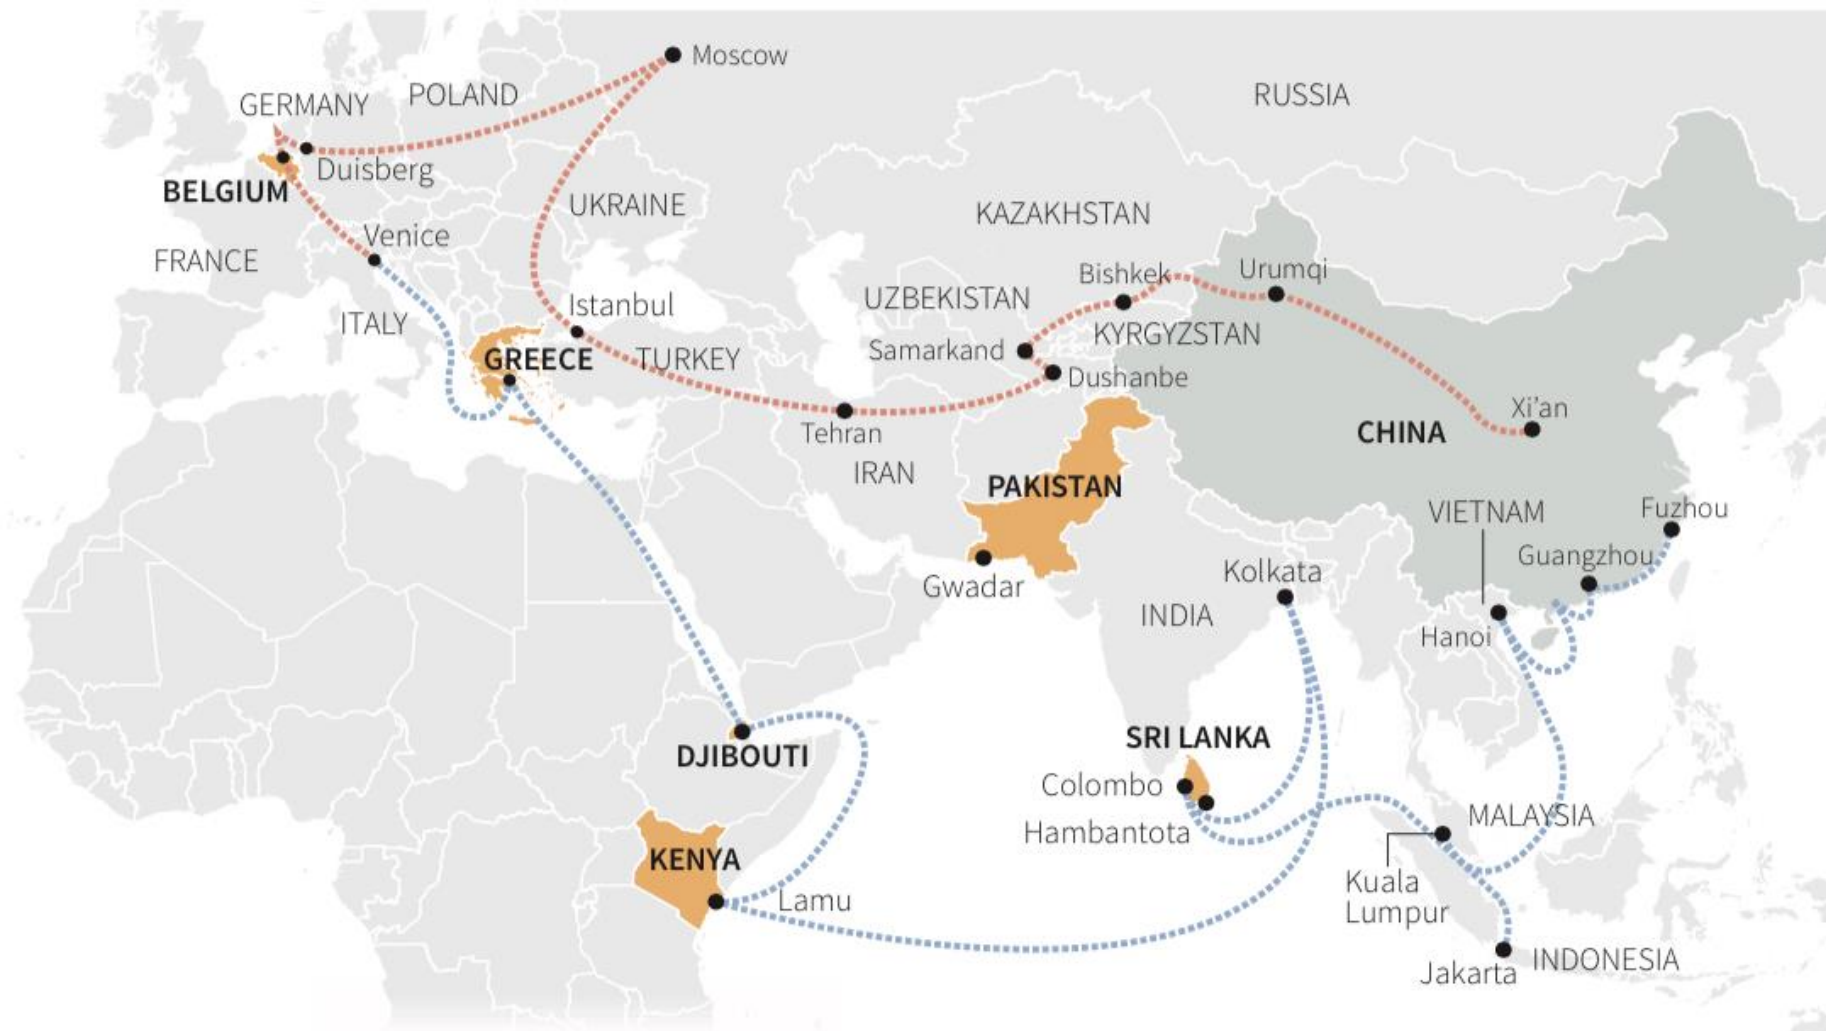 Moscow
GERMANY
POLAND
RUSSIA
Duisberg
BELGIUM
UKRAINE
KAZAKHSTAN
Venice
FRANCE
Bishkek
Urumqi
UZBEKISTAN
Istanbul
ITALY
KYRGYZSTAN
Samarkand
GREECE
TURKEY
Dushanbe
Xi'an
Tehran
CHINA
IRAN
PAKISTAN
VIETNAM
Fuzhou
Guangzhou
Kolkata
Gwadar
INDIA
Hanoi
SRI LANKA
DJIBOUTI
Colombo
MALAYSIA
Hambantota
KENYA
Kuala
Lumpur
Lamu
INDONESIA
Jakarta